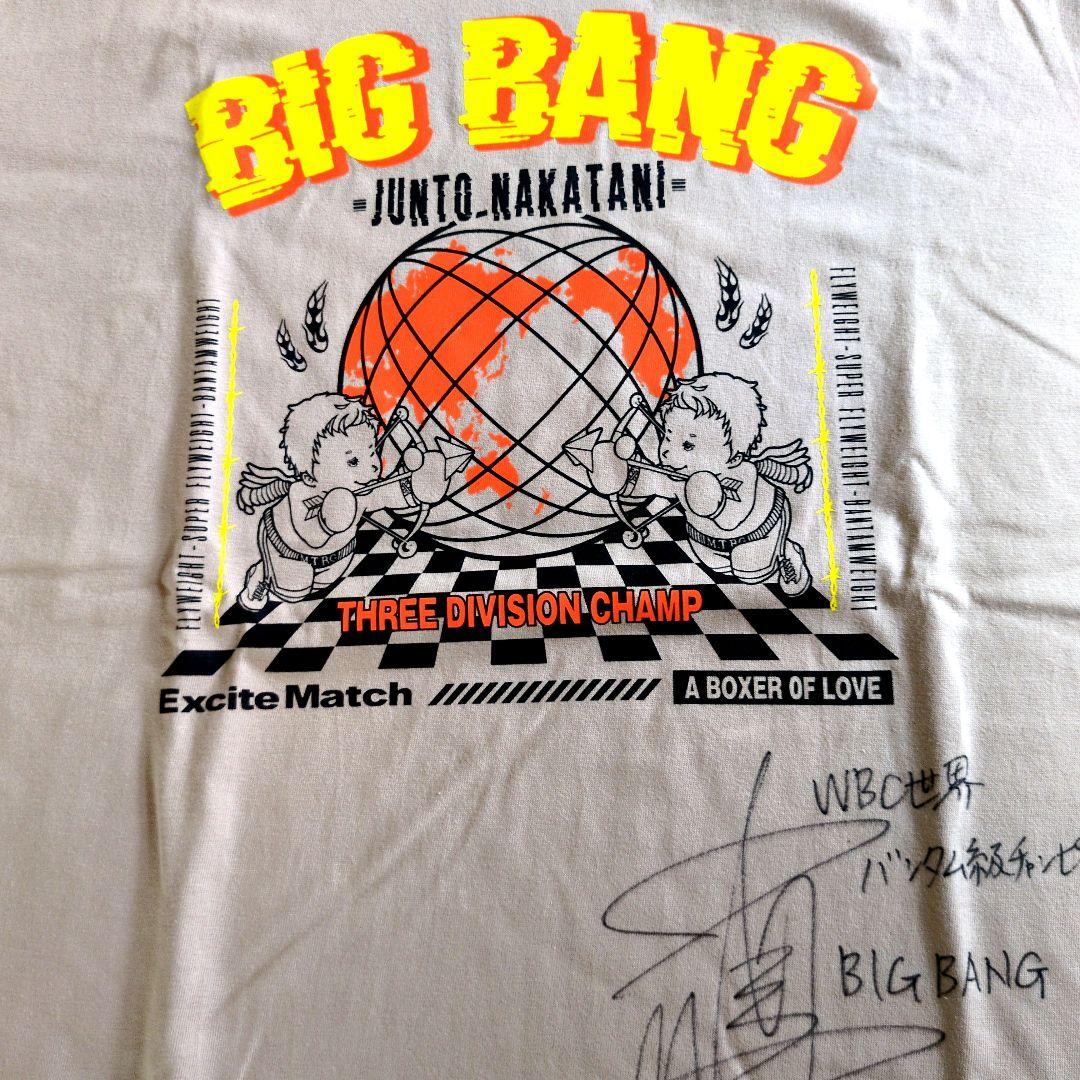 BIG BANG
=JUNTO NAKATANI=
FLYWEIGHT-SUPER FLYWEIGHT-BANTAMWEIGHT
FLYWEIGHT-SUPER FLYWEIGHT-BANTAMWEIGHT
M.T.B.G
M.T.B.G
THREE DIVISION CHAMP
Excite Match
A BOXER OF LOVE
WBC世界
バンタム級チャンピ
BIG BANG